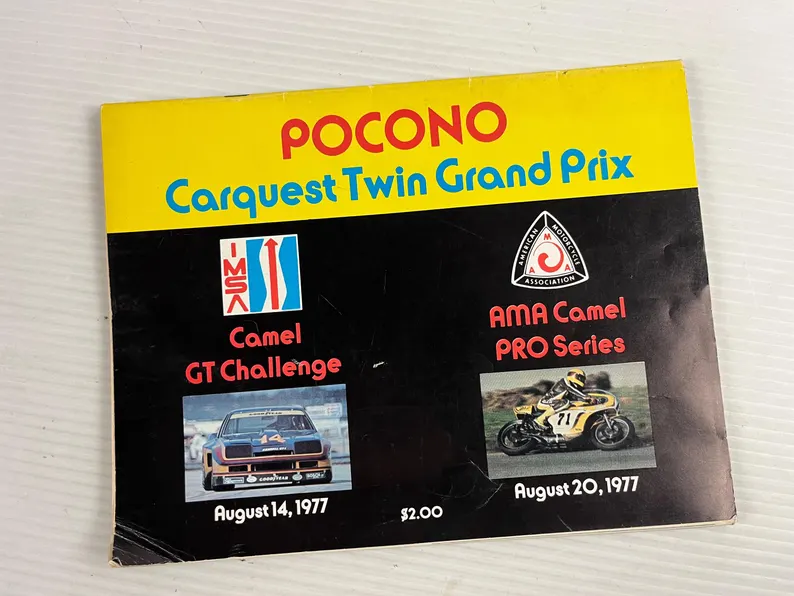 POCONO
Carquest Twin Grand Prix
IMSA
Camel
GT Challenge
14
GOODYEAR
August 14, 1977
$2.00
AMERICAN MOTORCYCLE ASSOCIATION
A M A
AMA Camel
PRO Series
71
August 20, 1977